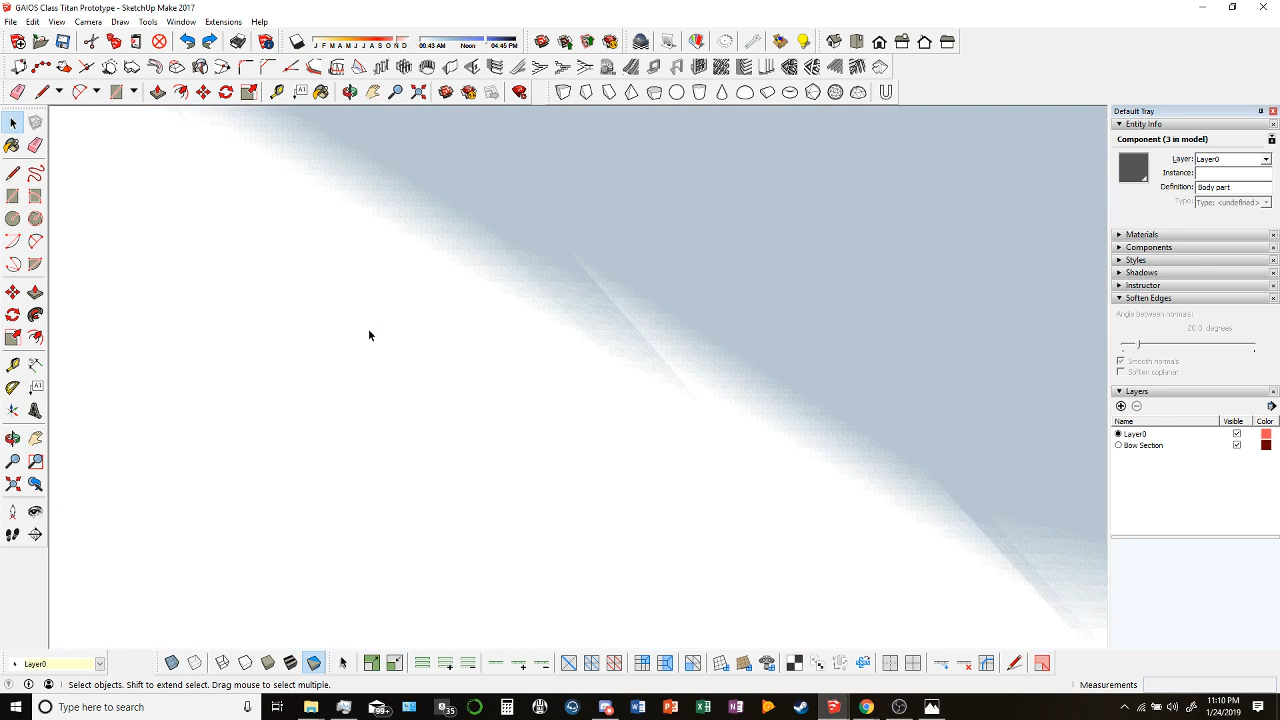 GAIOS Class Titan Prototype - SketchUp Make 2017
File Edit View Camera Draw Tools Window Extensions Help
J F M A M J J A S O N D
Noon 04:45 PM
Default Tray
Entity Info
Component (3 in model)
Layer: Layer0
Instance:
Definition: Body part
Type: Type: <undefined>
Materials
Components
Styles
Shadows
Instructor
Soften Edges
Angle between normals:
20.0 degrees
Smooth normals
Soften coplanar
Layers
Name Visible Color
Layer0
Bow Section
Layer0
Select objects. Shift to extend select. Drag mouse to select multiple.
Measurements
Type here to search
99+
35
11:10 PM
1/24/2019